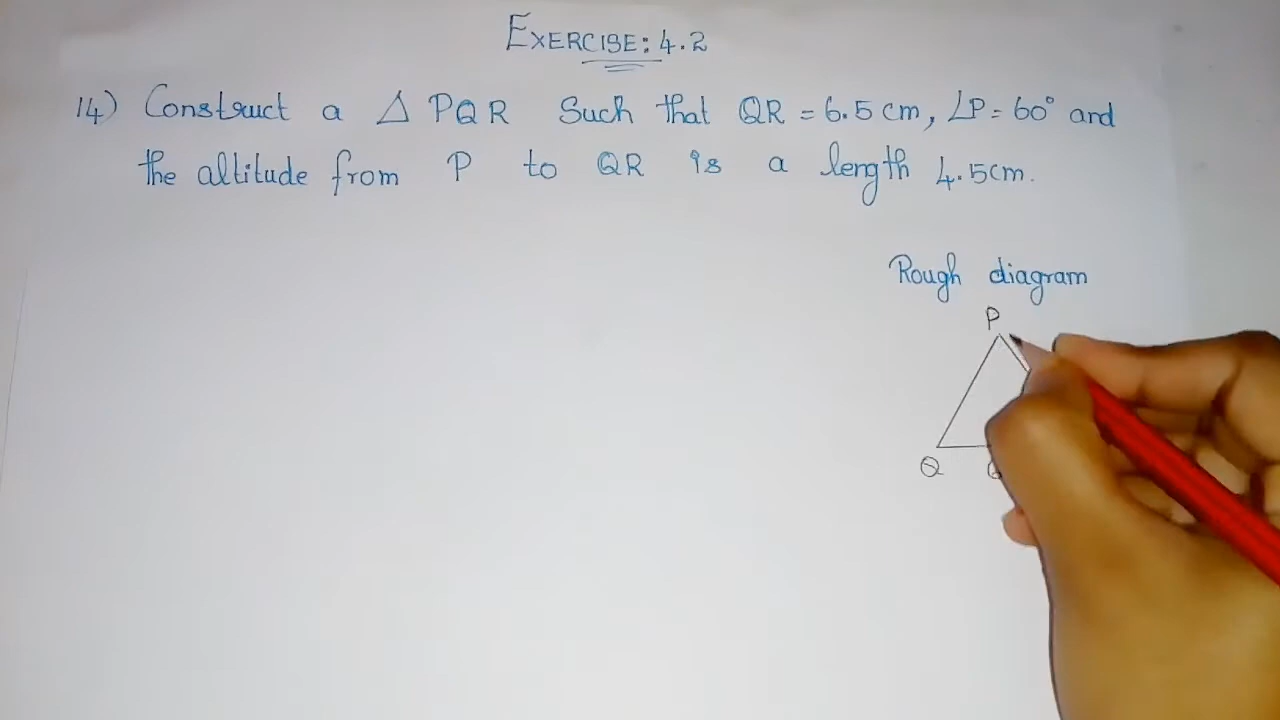 EXERCISE: 4.2
14) Construct a △ PQR Such that QR = 6.5 cm, ∠P = 60° and
the altitude from P to QR is a length 4.5cm.
Rough diagram
P
Q